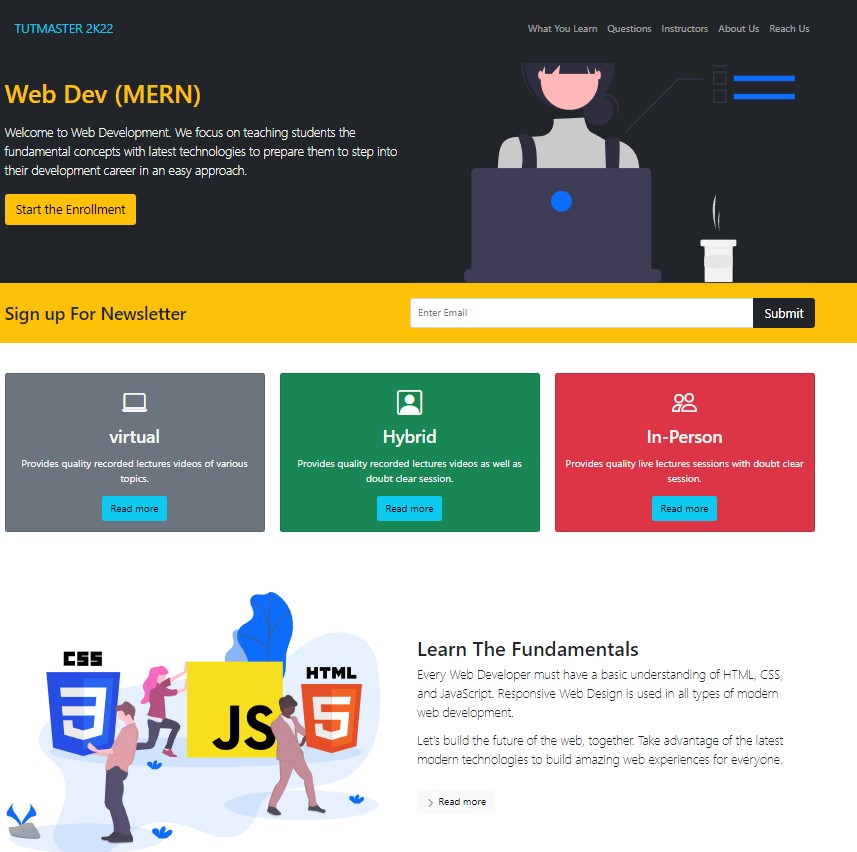 TUTMASTER 2K22
What You Learn Questions Instructors About Us Reach Us
Web Dev (MERN)
Welcome to Web Development. We focus on teaching students the
fundamental concepts with latest technologies to prepare them to step into
their development career in an easy approach.
Start the Enrollment
Sign up For Newsletter
Enter Email
Submit
virtual
Provides quality recorded lectures videos of various
topics.
Read more
Hybrid
Provides quality recorded lectures videos as well as
doubt clear session.
Read more
In-Person
Provides quality live lectures sessions with doubt clear
session.
Read more
CSS
3
JS
HTML
5
Learn The Fundamentals
Every Web Developer must have a basic understanding of HTML, CSS,
and JavaScript. Responsive Web Design is used in all types of modern
web development.
Let's build the future of the web, together. Take advantage of the latest
modern technologies to build amazing web experiences for everyone.
Read more